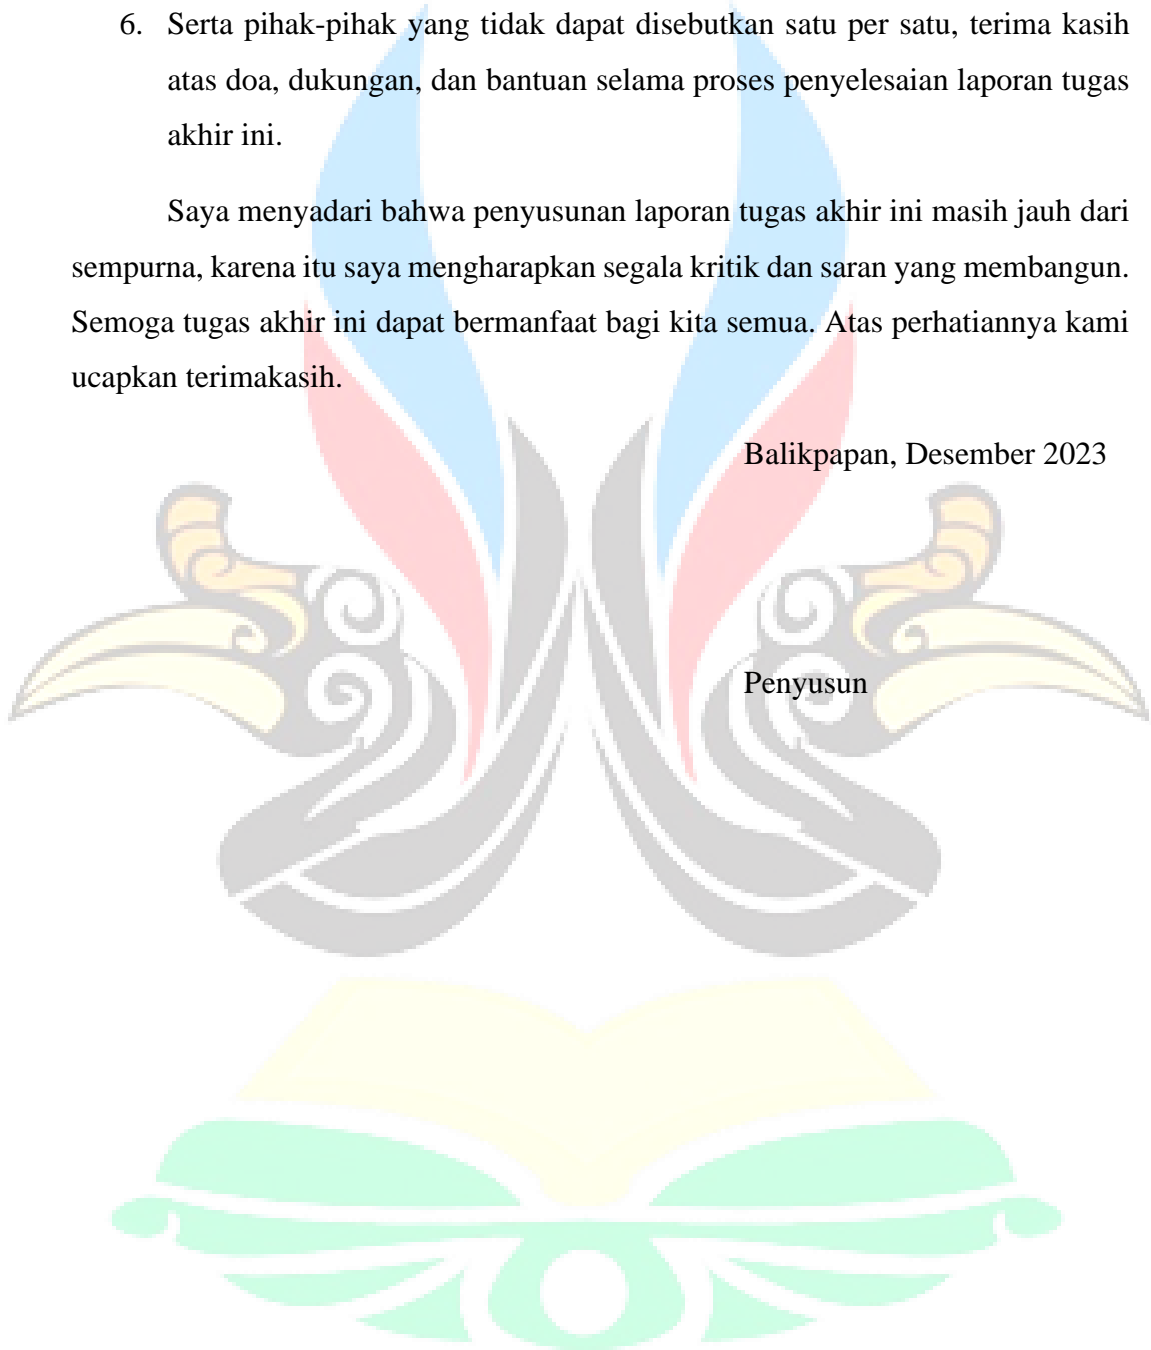 6. Serta pihak-pihak yang tidak dapat disebutkan satu per satu, terima kasih
atas doa, dukungan, dan bantuan selama proses penyelesaian laporan tugas
akhir ini.
Saya menyadari bahwa penyusunan laporan tugas akhir ini masih jauh dari
sempurna, karena itu saya mengharapkan segala kritik dan saran yang membangun.
Semoga tugas akhir ini dapat bermanfaat bagi kita semua. Atas perhatiannya kami
ucapkan terimakasih.
Balikpapan, Desember 2023
Penyusun